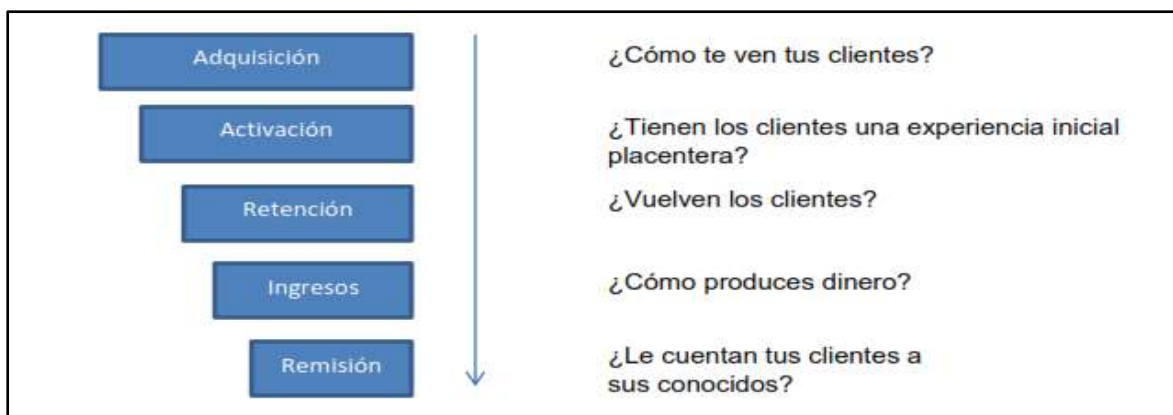 Adquisición
¿Cómo te ven tus clientes?
Activación
¿Tienen los clientes una experiencia inicial
placentera?
Retención
¿Vuelven los clientes?
Ingresos
¿Cómo produces dinero?
Remisión
¿Le cuentan tus clientes a
sus conocidos?